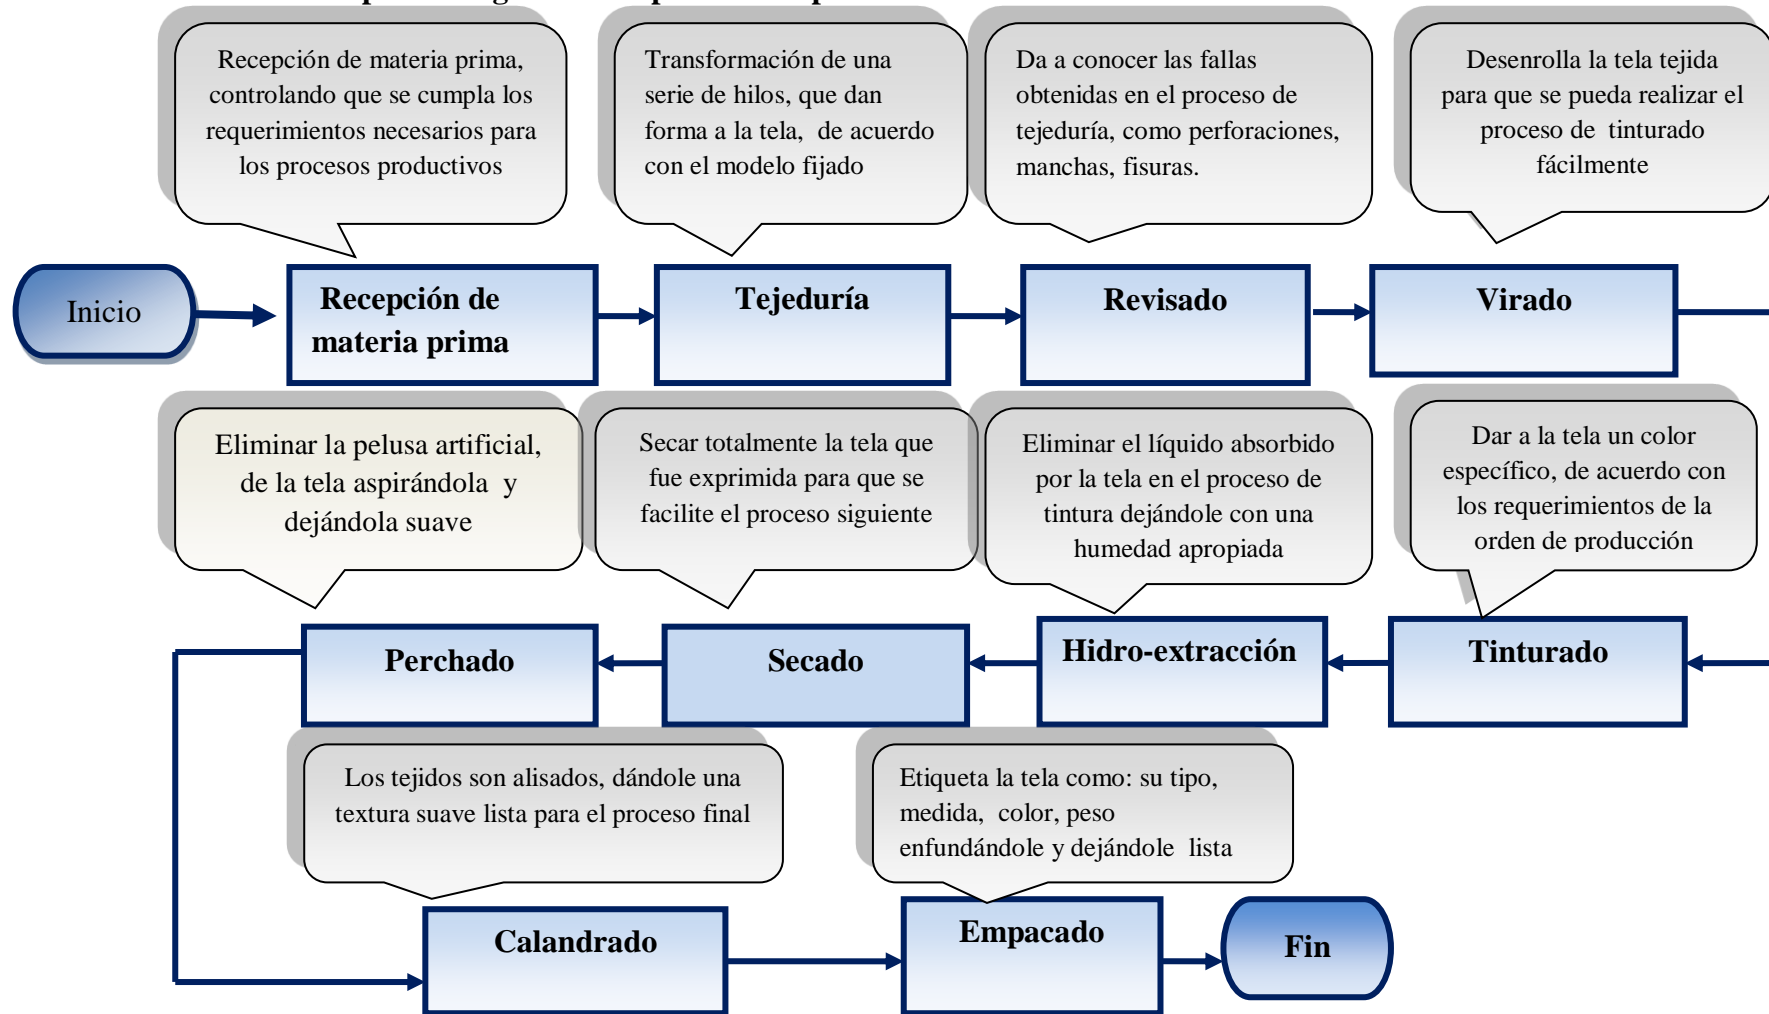 Recepción de materia prima,
controlando que se cumpla los
requerimientos necesarios para
los procesos productivos
Transformación de una
serie de hilos, que dan
forma a la tela, de acuerdo
con el modelo fijado
Da a conocer las fallas
obtenidas en el proceso de
tejeduría, como perforaciones,
manchas, fisuras.
Desenrolla la tela tejida
para que se pueda realizar el
proceso de tinturado
fácilmente
Inicio
Recepción de
materia prima
Tejeduría
Revisado
Virado
Eliminar la pelusa artificial,
de la tela aspirándola y
dejándola suave
Secar totalmente la tela que
fue exprimida para que se
facilite el proceso siguiente
Eliminar el líquido absorbido
por la tela en el proceso de
tintura dejándole con una
humedad apropiada
Dar a la tela un color
específico, de acuerdo con
los requerimientos de la
orden de producción
Perchado
Secado
Hidro-extracción
Tinturado
Los tejidos son alisados, dándole una
textura suave lista para el proceso final
Etiqueta la tela como: su tipo,
medida, color, peso
enfundándole y dejándole lista
Calandrado
Empacado
Fin